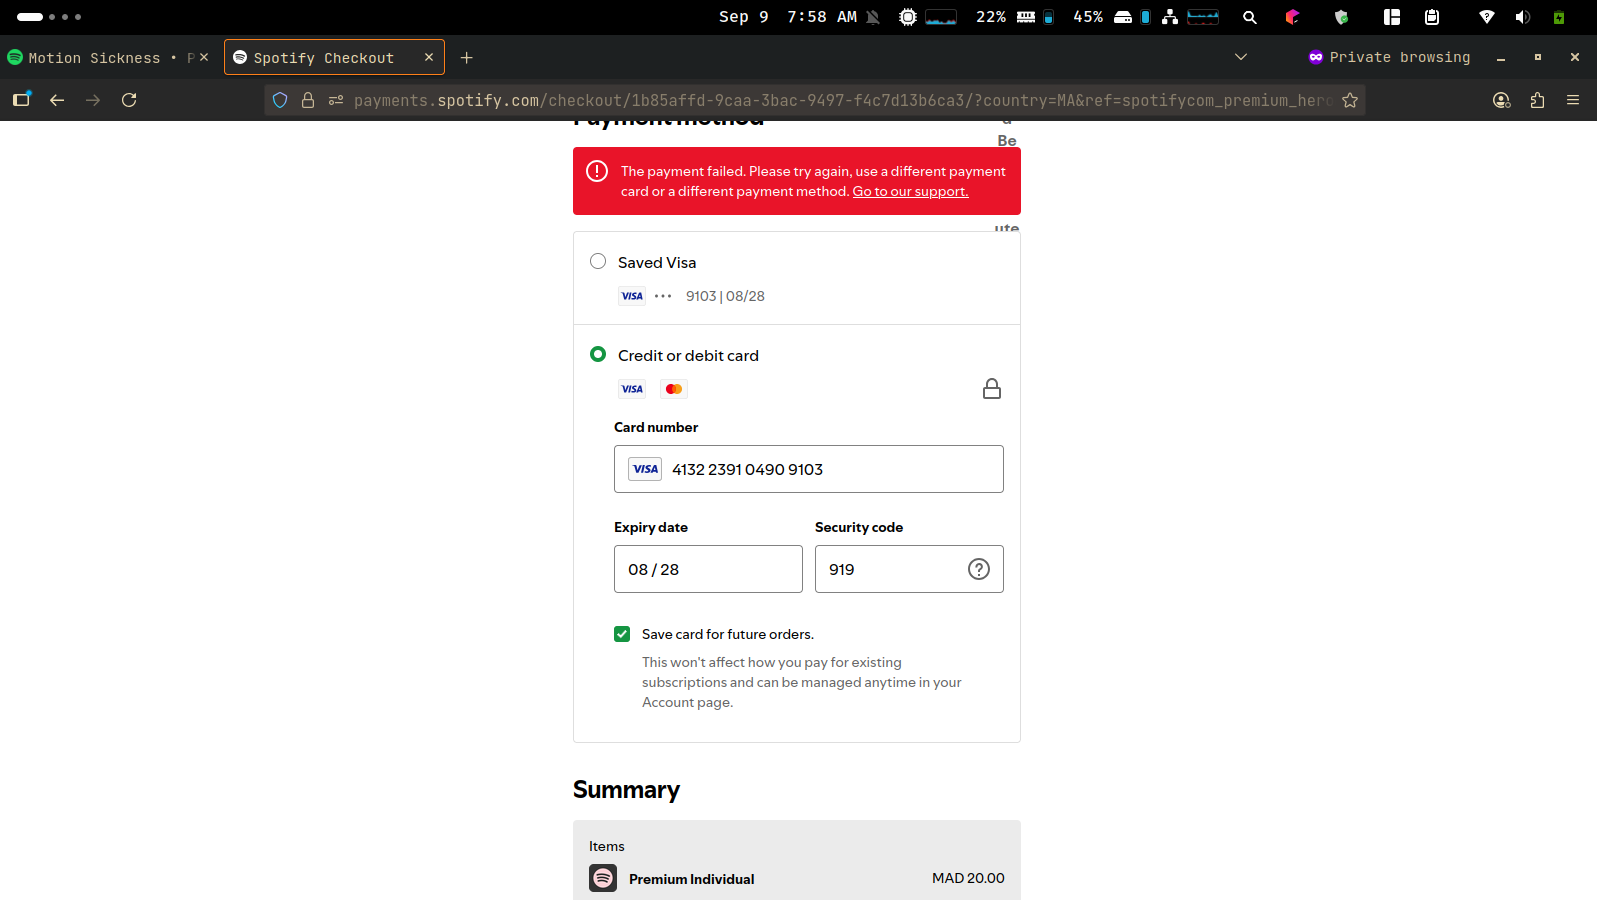 Sep 9 7:58 AM 22% 45%
Motion Sickness • P
Spotify Checkout
Private browsing
payments.spotify.com/checkout/1b85affd-9caa-3bac-9497-f4c7d13b6ca3/?country=MA&ref=spotifycom_premium_hero
Payment method
Be
The payment failed. Please try again, use a different payment
card or a different payment method. Go to our support.
ute
Saved Visa
VISA ••• 9103 | 08/28
Credit or debit card
VISA
Card number
VISA 4132 2391 0490 9103
Expiry date Security code
08 / 28 919
Save card for future orders.
This won't affect how you pay for existing
subscriptions and can be managed anytime in your
Account page.
Summary
Items
Premium Individual MAD 20.00